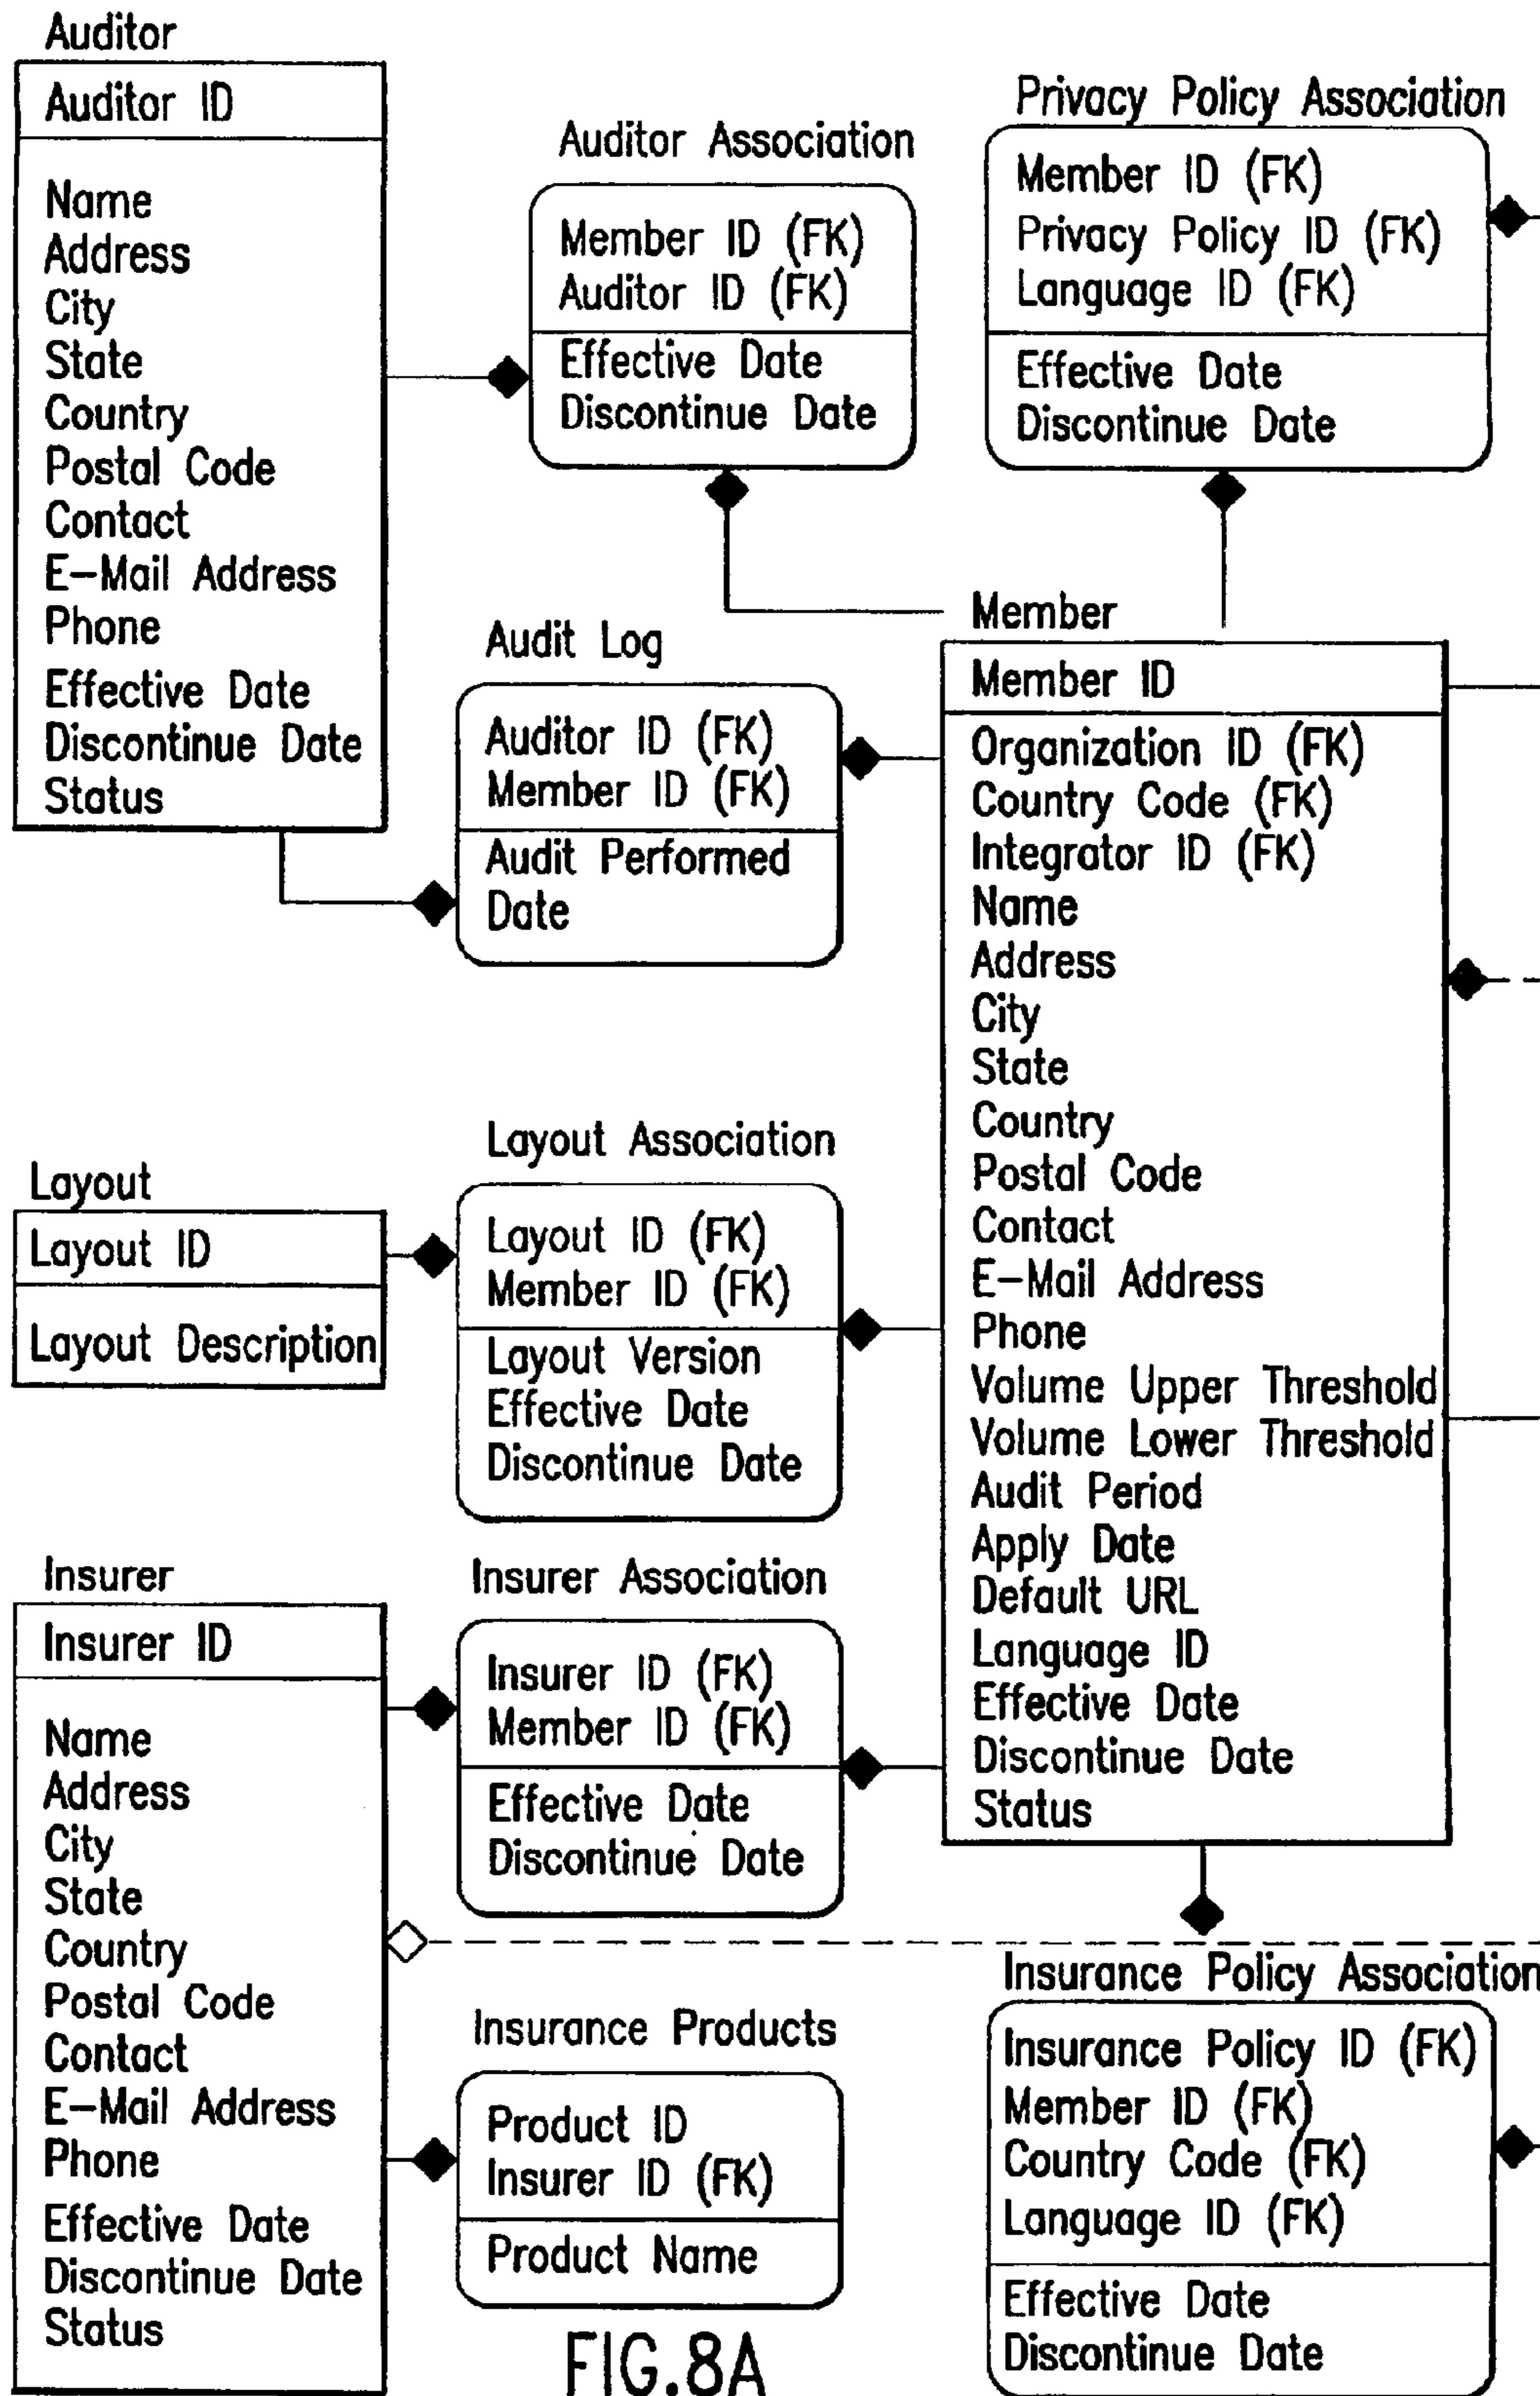 Auditor
Auditor ID
Name
Address
City
State
Country
Postal Code
Contact
E-Mail Address
Phone
Effective Date
Discontinue Date
Status
Auditor Association
Member ID (FK)
Auditor ID (FK)
Effective Date
Discontinue Date
Privacy Policy Association
Member ID (FK)
Privacy Policy ID (FK)
Language ID (FK)
Effective Date
Discontinue Date
Audit Log
Auditor ID (FK)
Member ID (FK)
Audit Performed
Date
Member
Member ID
Organization ID (FK)
Country Code (FK)
Integrator ID (FK)
Name
Address
City
State
Country
Postal Code
Contact
E-Mail Address
Phone
Volume Upper Threshold
Volume Lower Threshold
Audit Period
Apply Date
Default URL
Language ID
Effective Date
Discontinue Date
Status
Layout
Layout ID
Layout Description
Layout Association
Layout ID (FK)
Member ID (FK)
Layout Version
Effective Date
Discontinue Date
Insurer
Insurer ID
Name
Address
City
State
Country
Postal Code
Contact
E-Mail Address
Phone
Effective Date
Discontinue Date
Status
Insurer Association
Insurer ID (FK)
Member ID (FK)
Effective Date
Discontinue Date
Insurance Products
Product ID
Insurer ID (FK)
Product Name
Insurance Policy Association
Insurance Policy ID (FK)
Member ID (FK)
Country Code (FK)
Language ID (FK)
Effective Date
Discontinue Date
FIG.8A